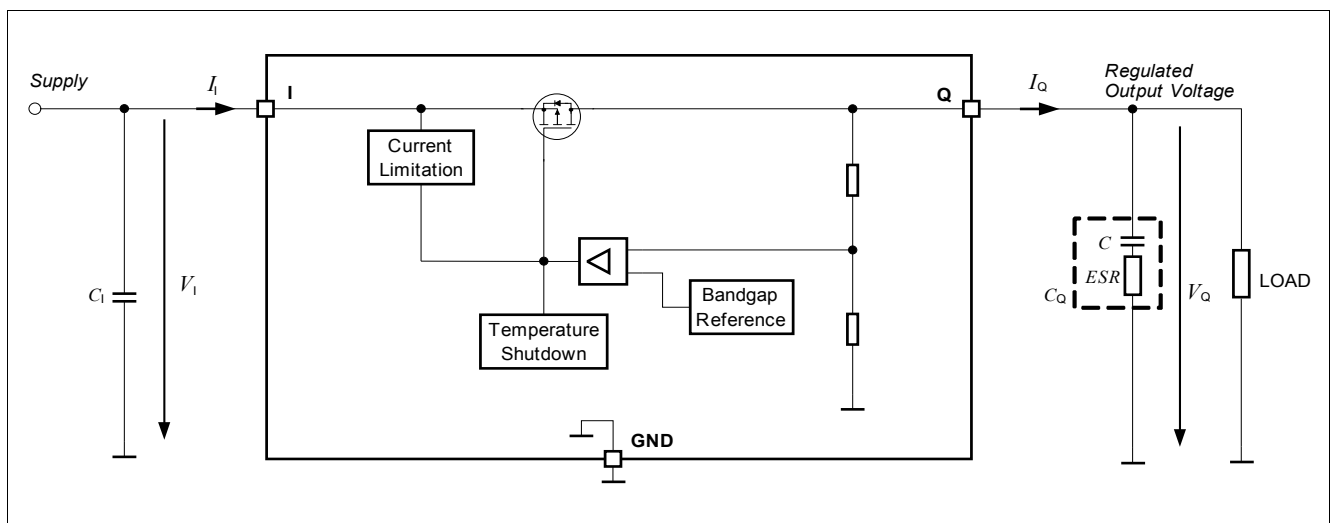 Supply
I_I
I
Q
I_Q
Regulated
Output Voltage
Current
Limitation
C
C_I
V_I
ESR
V_Q
LOAD
C_Q
Bandgap
Reference
Temperature
Shutdown
GND